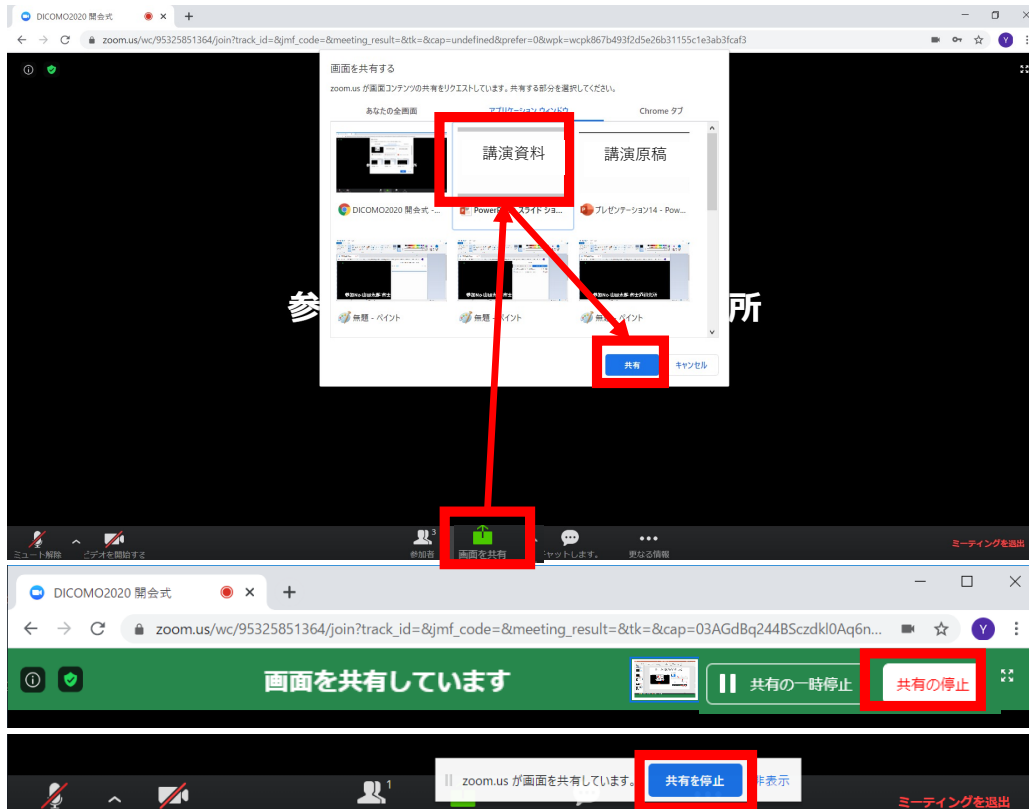 DICOMO2020 開会式
zoom.us/wc/95325851364/join?track_id=&jmf_code=&meeting_result=&tk=&cap=undefined&prefer=0&wpk=wcpk867b493f2d5e26b31155c1e3ab3fcaf3
Y
画面を共有する
zoom.us が画面コンテンツの共有をリクエストしています。共有する部分を選択してください。
あなたの全画面 アプリケーション ウィンドウ Chrome タブ
講演資料 講演原稿
DICOMO2020 開会式 -... スライド ショ... プレゼンテーション14 - Pow...
無題 - ペイント 無題 - ペイント 無題 - ペイント
参 所
共有 キャンセル
3
ミュート解除 ビデオを開始する 参加者 画面を共有 ャットします。 更なる情報 ミーティングを退出
DICOMO2020 開会式
zoom.us/wc/95325851364/join?track_id=&jmf_code=&meeting_result=&tk=&cap=03AGdBq244BSczdkl0Aq6n...
Y
画面を共有しています 共有の一時停止 共有の停止
zoom.us が画面を共有しています。 共有を停止 非表示
1
ミーティングを退出